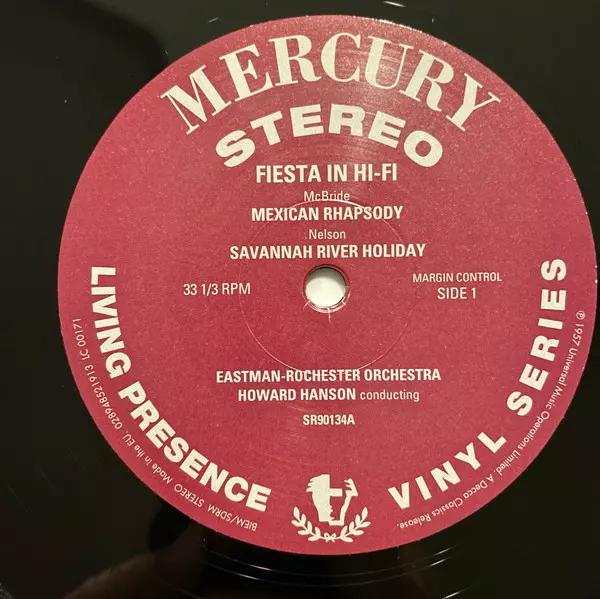 MERCURY
STEREO
FIESTA IN HI-FI
McBride
MEXICAN RHAPSODY
Nelson
SAVANNAH RIVER HOLIDAY
33 1/3 RPM
MARGIN CONTROL
SIDE 1
EASTMAN-ROCHESTER ORCHESTRA
HOWARD HANSON conducting
SR90134A
LIVING PRESENCE
VINYL SERIES
BIEM/SDRM STEREO Made in the EU. 028948521913 LC 00171
℗ 1957 Universal Music Operations Limited. A Decca Classics Release.